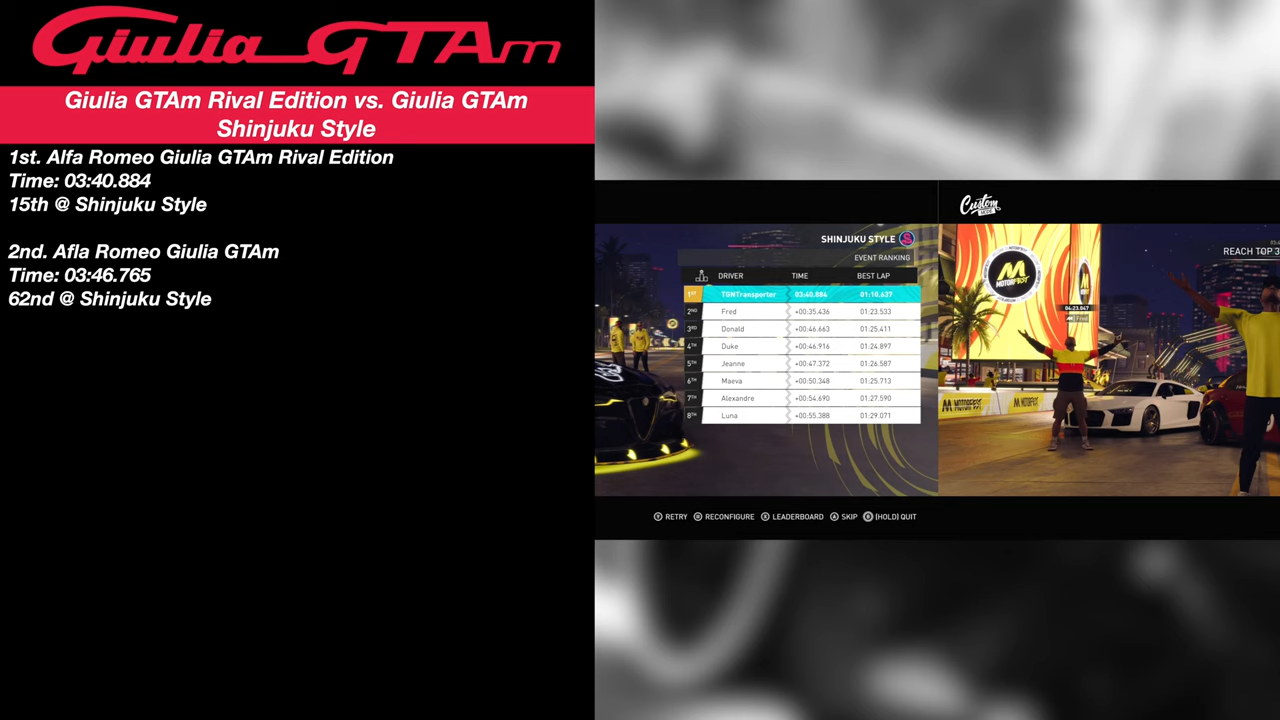 Giulia GTAm
Giulia GTAm Rival Edition vs. Giulia GTAm
Shinjuku Style
1st. Alfa Romeo Giulia GTAm Rival Edition
Time: 03:40.884
15th @ Shinjuku Style
2nd. Afla Romeo Giulia GTAm
Time: 03:46.765
62nd @ Shinjuku Style
SHINJUKU STYLE
EVENT RANKING
DRIVER TIME BEST LAP
1ST TGNTransporter 03:40.884 01:10.637
2ND Fred +00:35.436 01:23.533
3RD Donald +00:46.663 01:25.411
4TH Duke +00:46.916 01:24.897
5TH Jeanne +00:47.372 01:26.587
6TH Maeva +00:50.348 01:25.713
7TH Alexandre +00:54.690 01:27.590
8TH Luna +00:55.388 01:29.071
RETRY RECONFIGURE LEADERBOARD SKIP (HOLD) QUIT
Custom
REACH TOP 3
MOTORFEST
04:23.047
MOTORFEST